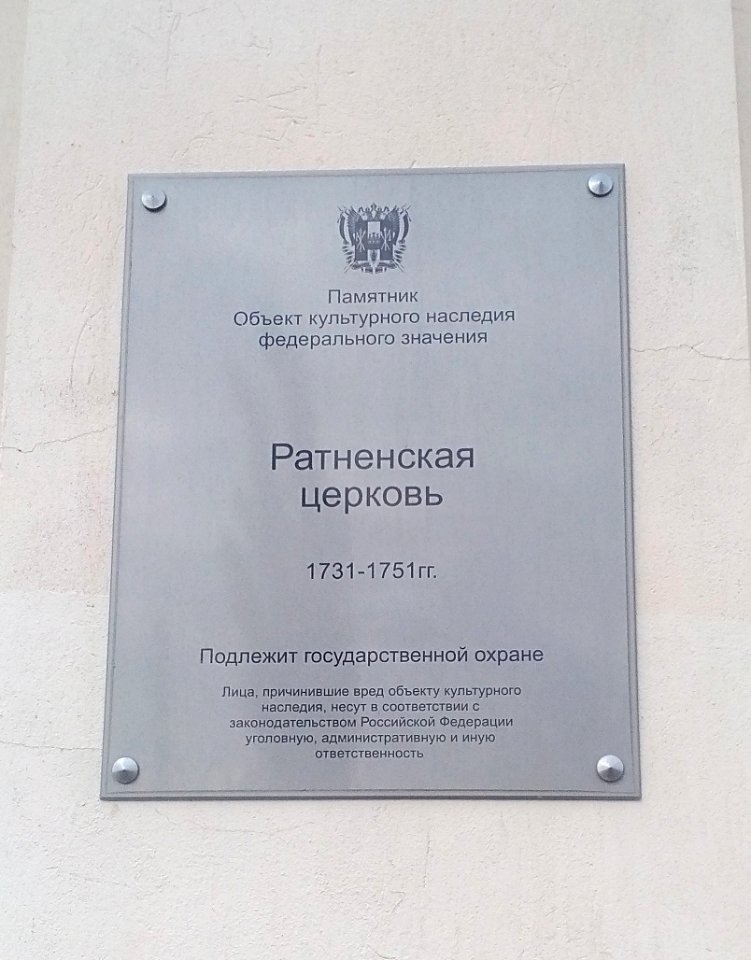 Памятник
Объект культурного наследия
федерального значения
Ратненская
церковь
1731-1751гг.
Подлежит государственной охране
Лица, причинившие вред объекту культурного
наследия, несут в соответствии с
законодательством Российской Федерации
уголовную, административную и иную
ответственность